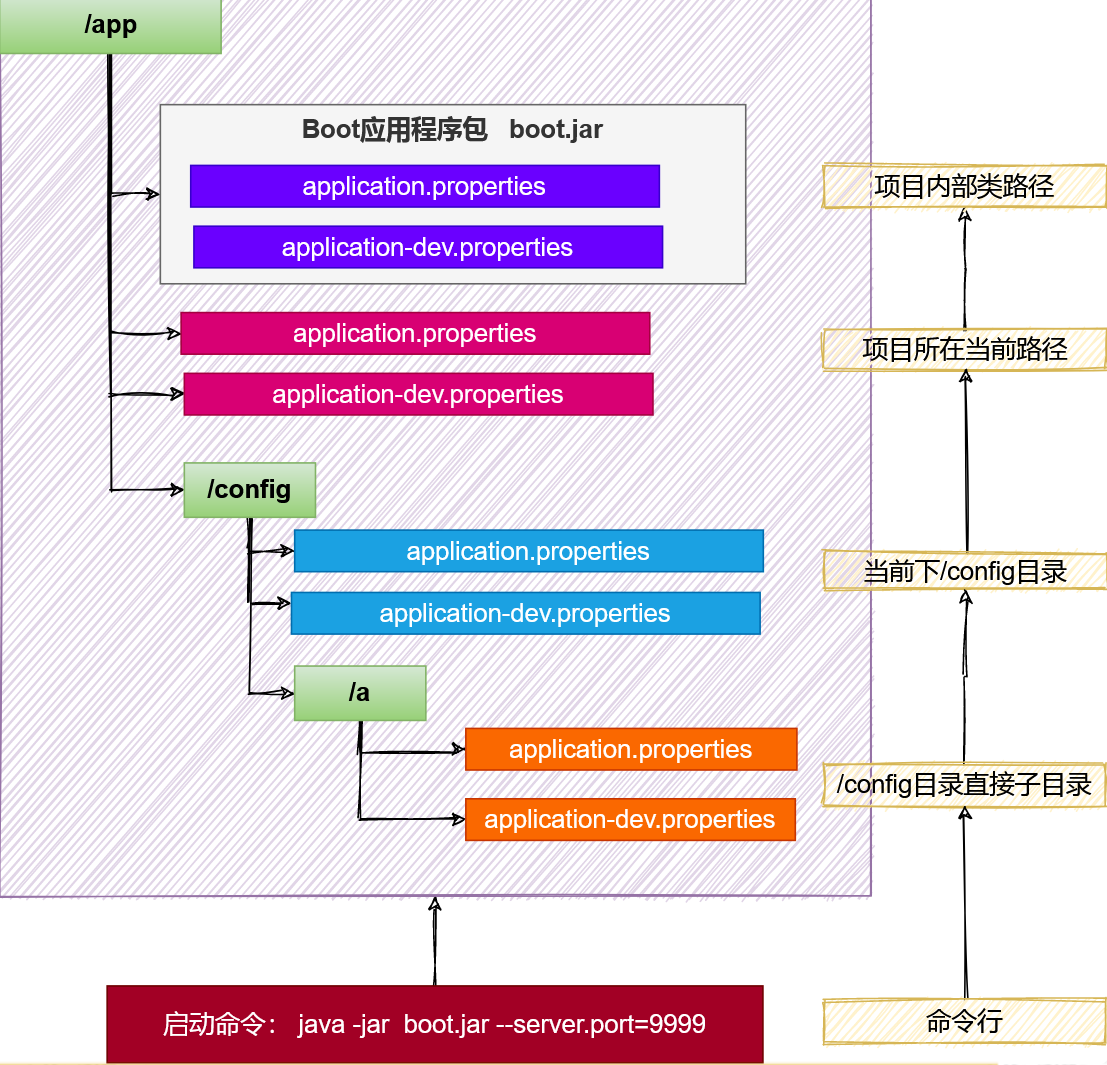 /app
Boot应用程序包 boot.jar
application.properties
application-dev.properties
application.properties
application-dev.properties
/config
application.properties
application-dev.properties
/a
application.properties
application-dev.properties
启动命令： java -jar boot.jar --server.port=9999
项目内部类路径
项目所在当前路径
当前下/config目录
/config目录直接子目录
命令行